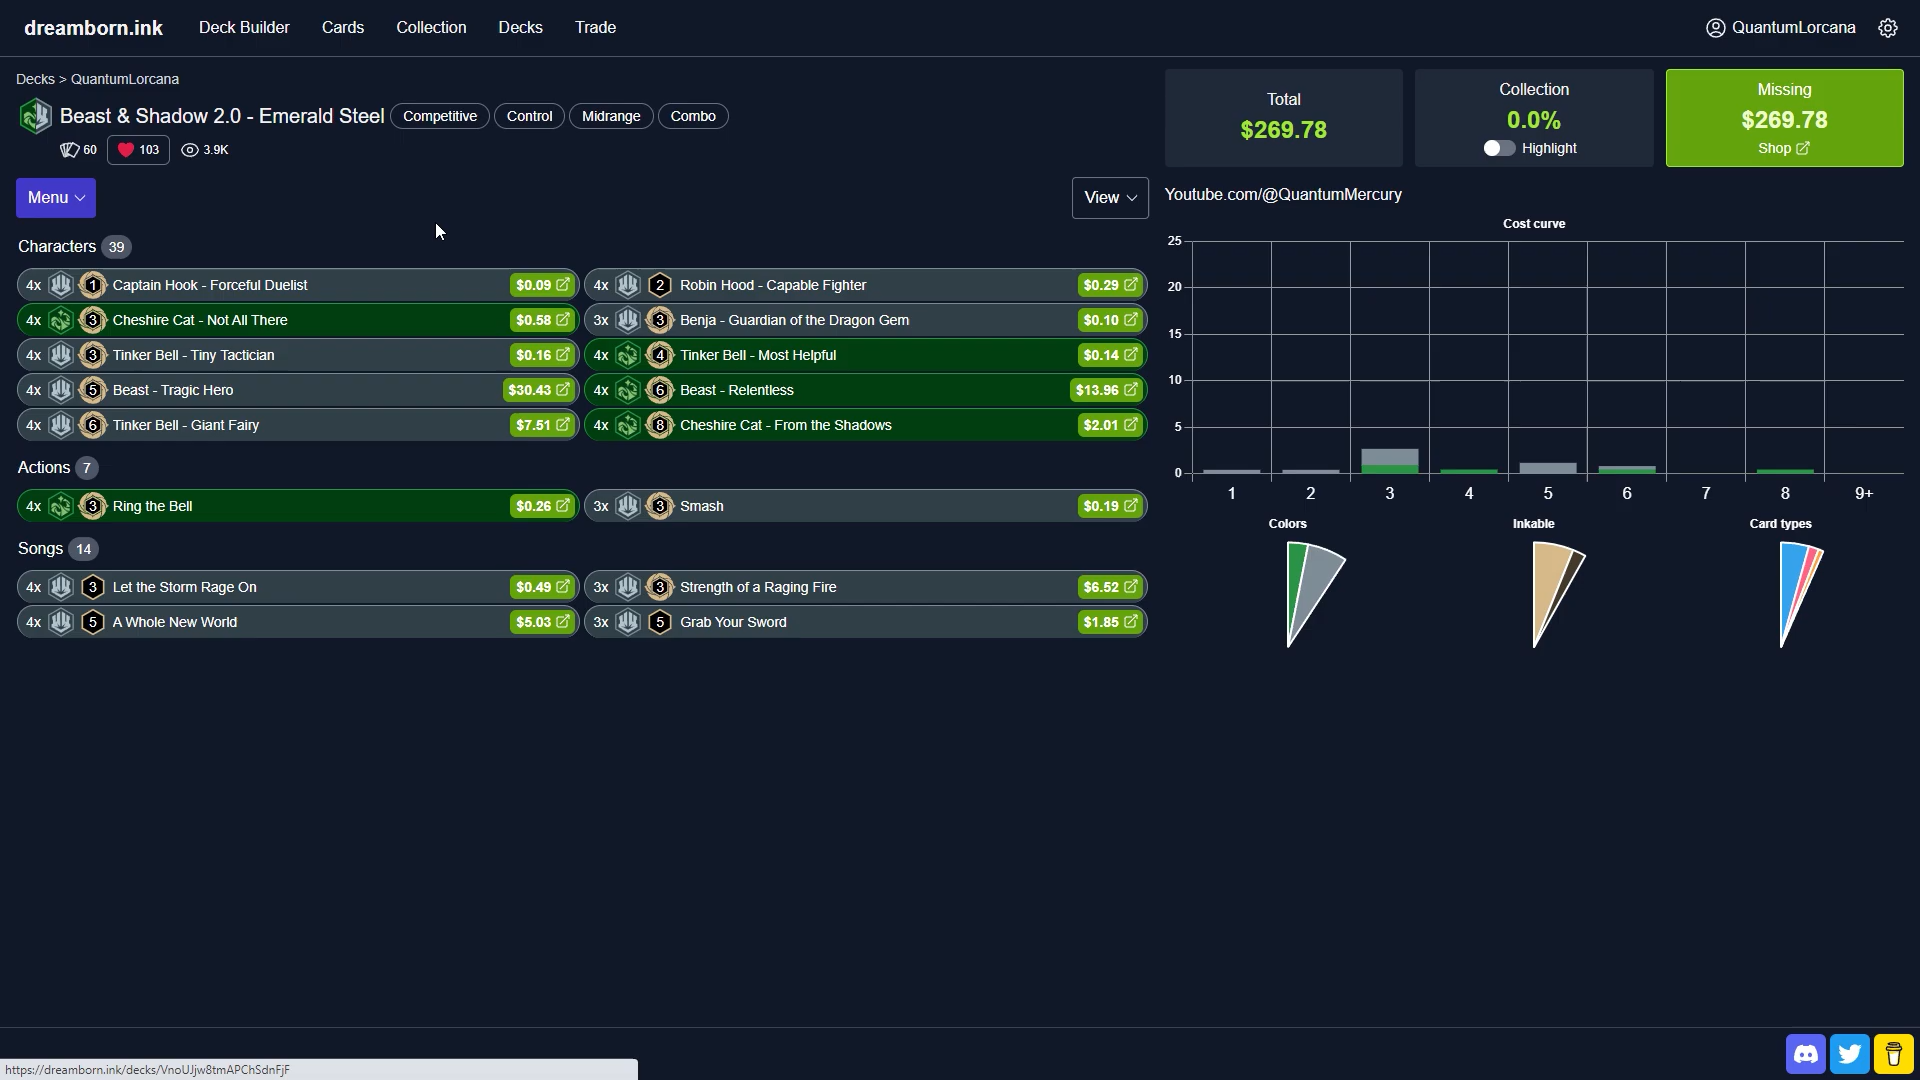 dreamborn.ink Deck Builder Cards Collection Decks Trade QuantumLorcana
Decks > QuantumLorcana
Beast & Shadow 2.0 - Emerald Steel Competitive Control Midrange Combo
60 103 3.9K
Total
$269.78
Collection
0.0%
Highlight
Missing
$269.78
Shop
Menu View
Characters 39
4x 1 Captain Hook - Forceful Duelist $0.09
4x 2 Robin Hood - Capable Fighter $0.29
4x 3 Cheshire Cat - Not All There $0.58
3x 3 Benja - Guardian of the Dragon Gem $0.10
4x 3 Tinker Bell - Tiny Tactician $0.16
4x 4 Tinker Bell - Most Helpful $0.14
4x 5 Beast - Tragic Hero $30.43
4x 6 Beast - Relentless $13.96
4x 6 Tinker Bell - Giant Fairy $7.51
4x 8 Cheshire Cat - From the Shadows $2.01
Actions 7
4x 3 Ring the Bell $0.26
3x 3 Smash $0.19
Songs 14
4x 3 Let the Storm Rage On $0.49
3x 3 Strength of a Raging Fire $6.52
4x 5 A Whole New World $5.03
3x 5 Grab Your Sword $1.85
Youtube.com/@QuantumMercury
Cost curve
25
20
15
10
5
0
1 2 3 4 5 6 7 8 9+
Colors Inkable Card types
https://dreamborn.ink/decks/VnoUJjw8tmAPChSdnFjF